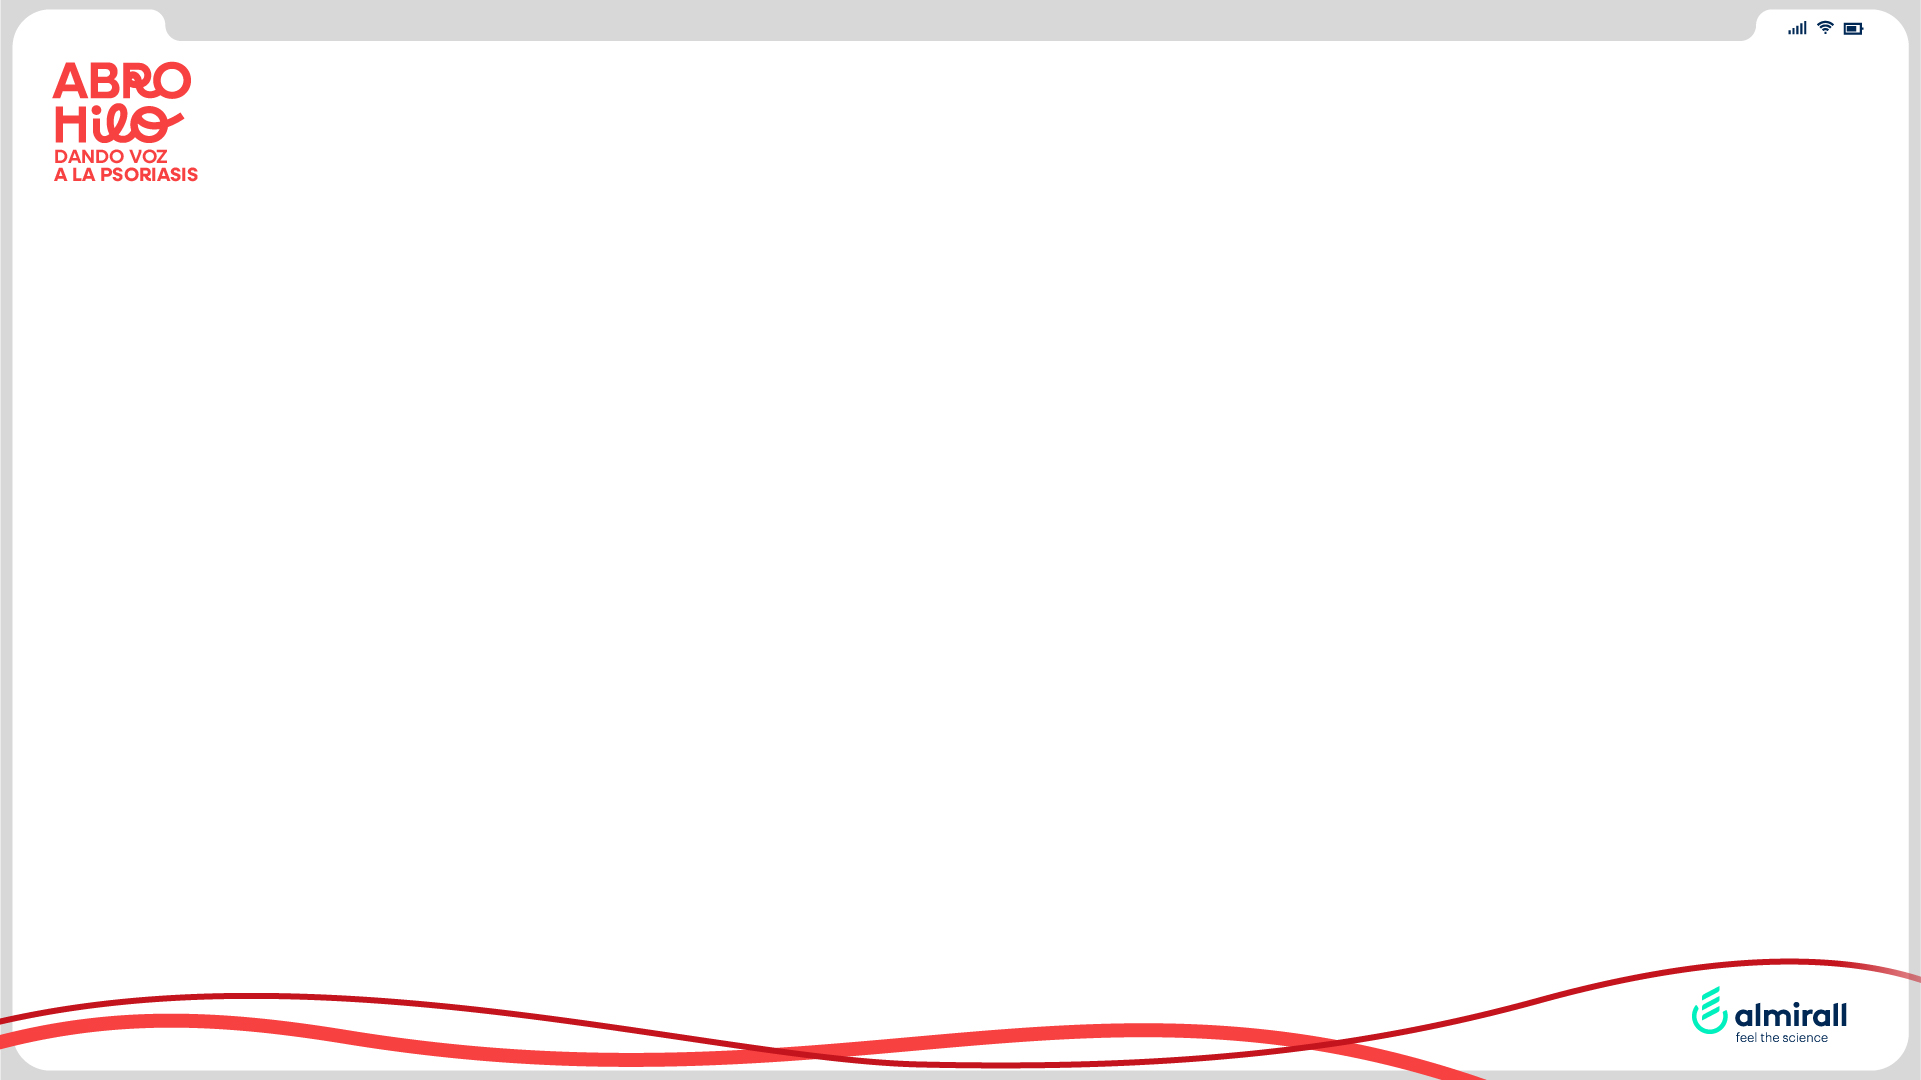 ABRO
Hilo
DANDO VOZ
A LA PSORIASIS
almirall
feel the science